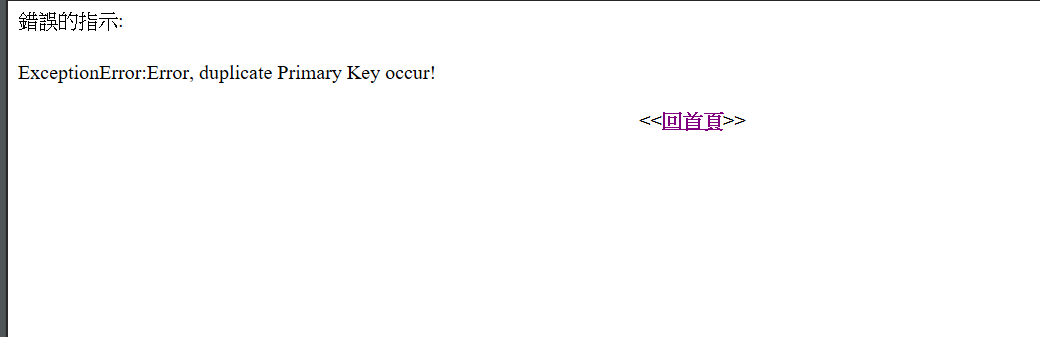 錯誤的指示:
ExceptionError:Error, duplicate Primary Key occur!
<<回首頁>>